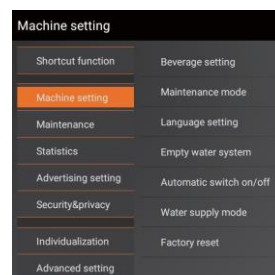 Machine setting
Shortcut function
Machine setting
Maintenance
Statistics
Advertising setting
Security&privacy
Individualization
Advanced setting
Beverage setting
Maintenance mode
Language setting
Empty water system
Automatic switch on/off
Water supply mode
Factory reset